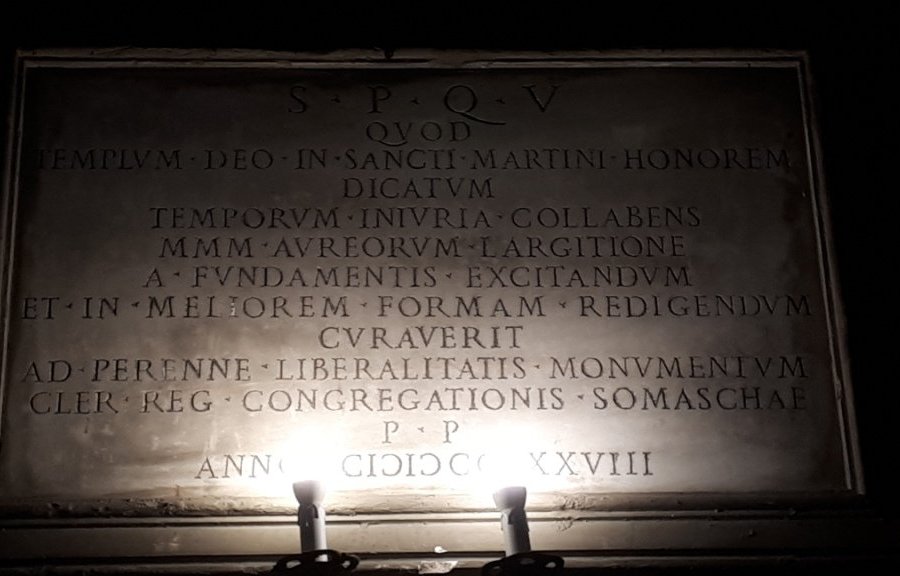 S · P · Q · V
QVOD
TEMPLVM · DEO · IN · SANCTI · MARTINI · HONOREM
DICATVM
TEMPORVM · INIVRIA · COLLABENS
MMM · AVREORVM · LARGITIONE
A · FVNDAMENTIS · EXCITANDVM
ET · IN · MELIOREM · FORMAM · REDIGENDVM
CVRAVERIT
AD · PERENNE · LIBERALITATIS · MONVMENTVM
CLER · REG · CONGREGATIONIS · SOMASCHAE
P · P